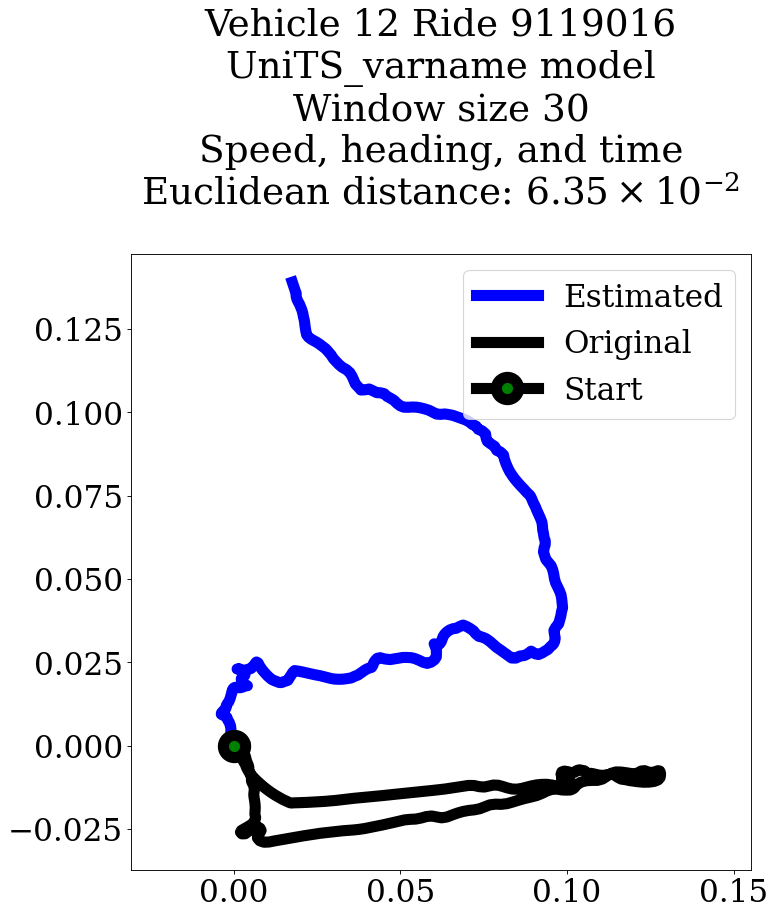 Vehicle 12 Ride 9119016
UniTS_varname model
Window size 30
Speed, heading, and time
Euclidean distance: 6.35 × 10⁻²
Estimated
Original
Start
0.125
0.100
0.075
0.050
0.025
0.000
−0.025
0.00 0.05 0.10 0.15